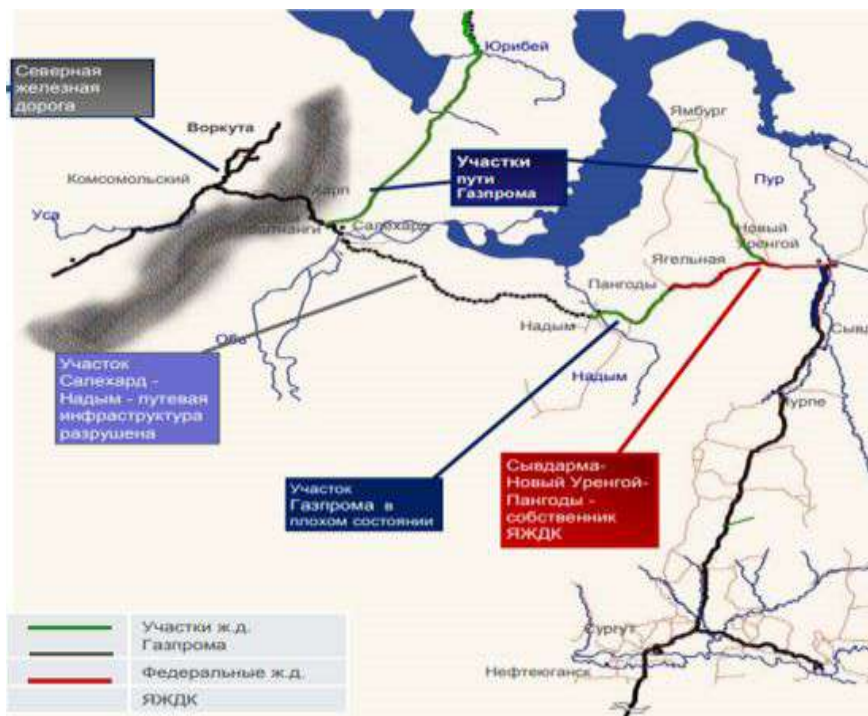 Юрибей
Северная
железная
дорога
Воркута
Ямбург
Комсомольский
Участки
пути
Газпрома
Пур
Харп
Уса
Салехард
Новый
Уренгой
Ягельная
Пангоды
Надым
Обь
Надым
Участок
Салехард -
Надым - путевая
инфраструктура
разрушена
Участок
Газпрома в
плохом состоянии
Сывдарма-
Новый Уренгой-
Пангоды -
собственник
ЯЖДК
Участки ж.д.
Газпрома
Федеральные ж.д.
ЯЖДК
Сургут
Нефтеюганск